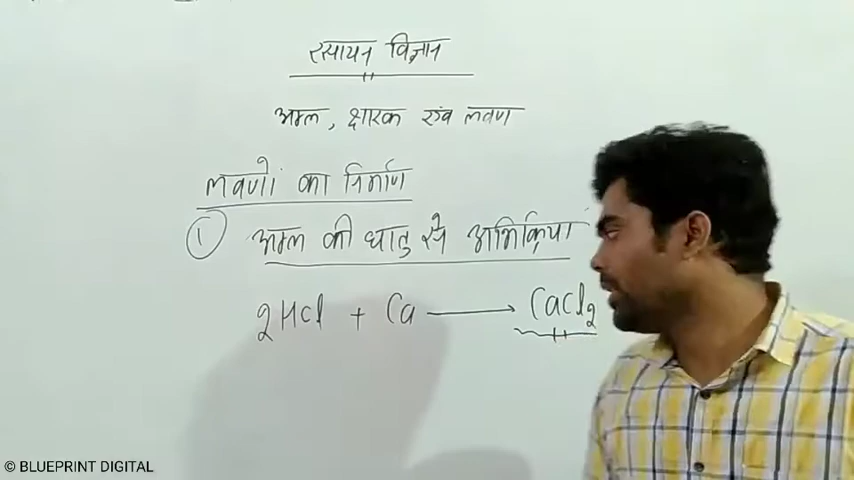 रसायन विज्ञान
अम्ल, क्षारक एवं लवण
लवणों का निर्माण
① अम्ल की धातु से अभिक्रिया
2HCl + Ca ⟶ CaCl₂
© BLUEPRINT DIGITAL